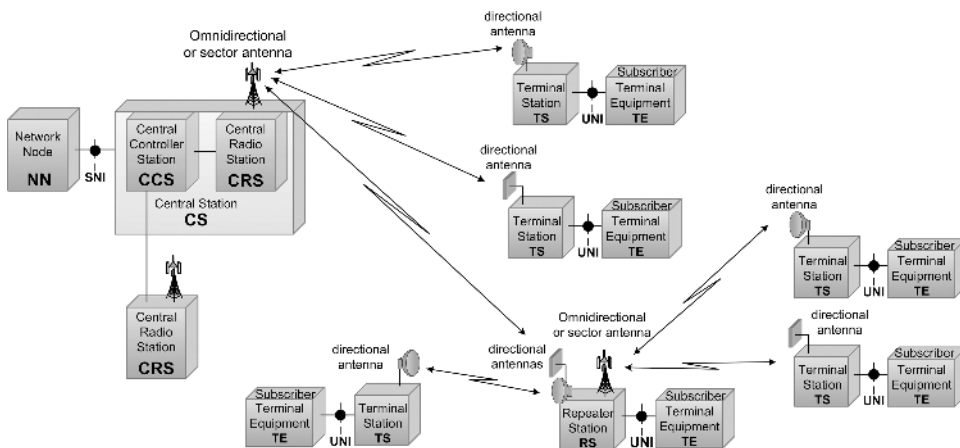 Omnidirectional
or sector antenna
directional
antenna
Terminal
Station
TS
UNI
Subscriber
Terminal
Equipment
TE
Network
Node
NN
SNI
Central
Controller
Station
CCS
Central
Radio
Station
CRS
Central Station
CS
directional
antenna
Terminal
Station
TS
UNI
Subscriber
Terminal
Equipment
TE
directional
antenna
Terminal
Station
TS
UNI
Subscriber
Terminal
Equipment
TE
Central
Radio
Station
CRS
Omnidirectional
or sector antenna
directional
antennas
directional
antenna
directional
antenna
Terminal
Station
TS
UNI
Subscriber
Terminal
Equipment
TE
Subscriber
Terminal
Equipment
TE
UNI
Terminal
Station
TS
Repeater
Station
RS
UNI
Subscriber
Terminal
Equipment
TE